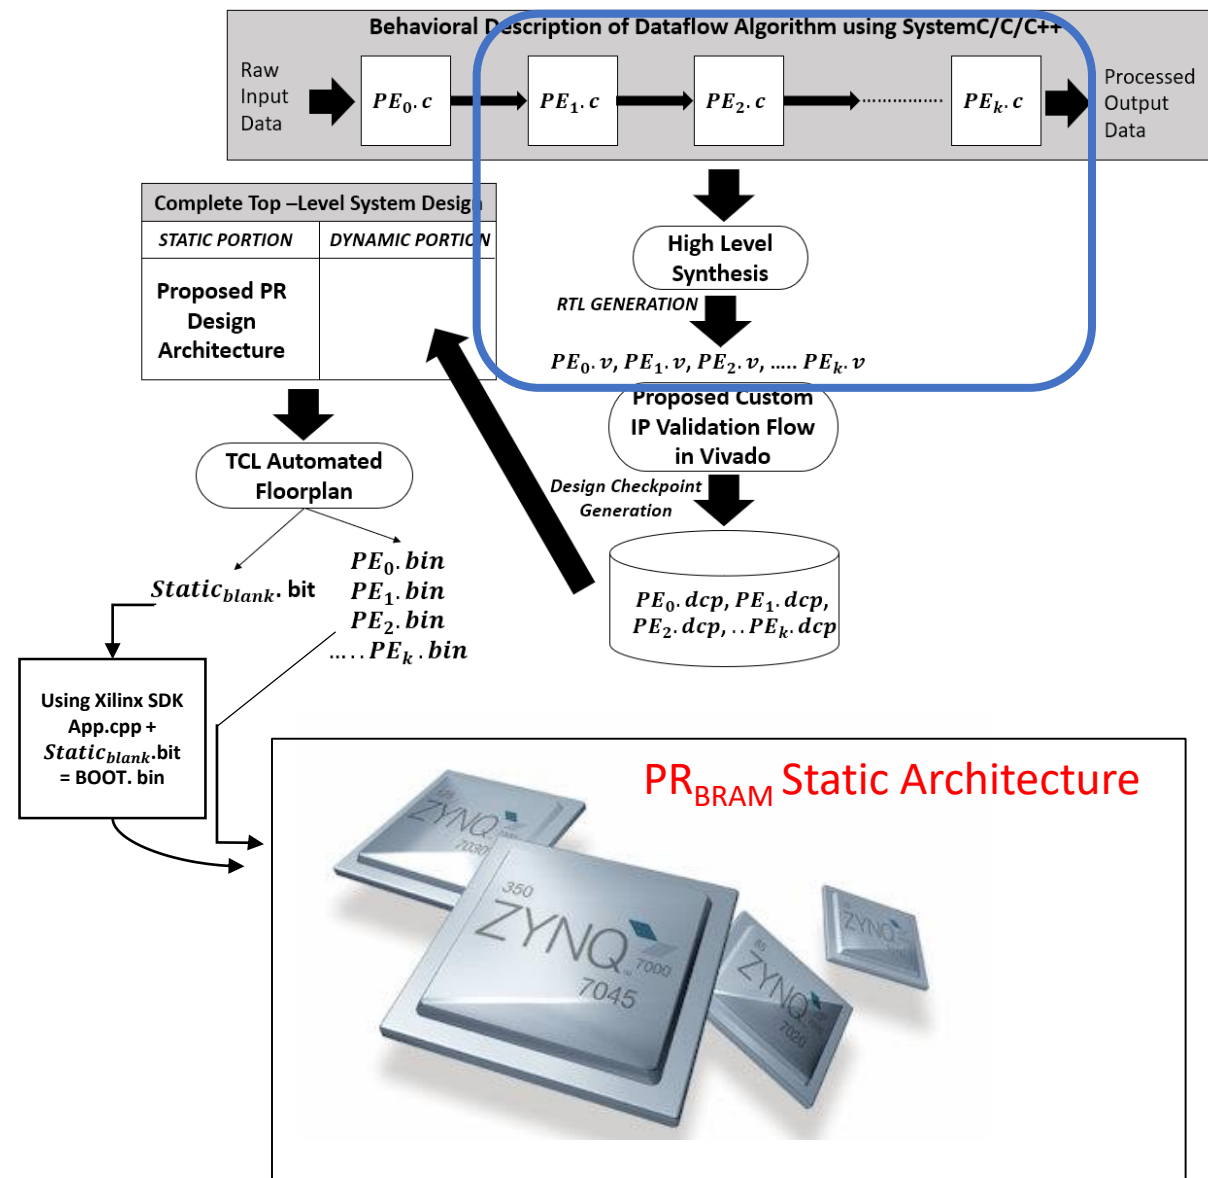 Behavioral Description of Dataflow Algorithm using SystemC/C/C++
Raw
Input
Data
PE0.c
PE1.c
PE2.c
................
PEk.c
Processed
Output
Data
Complete Top –Level System Design
STATIC PORTION
DYNAMIC PORTION
Proposed PR
Design
Architecture
High Level
Synthesis
RTL GENERATION
PE0.v, PE1.v, PE2.v, ..... PEk.v
Proposed Custom
IP Validation Flow
in Vivado
Design Checkpoint
Generation
PE0.dcp, PE1.dcp,
PE2.dcp, ..PEk.dcp
TCL Automated
Floorplan
Staticblank.bit
PE0.bin
PE1.bin
PE2.bin
.....PEk.bin
Using Xilinx SDK
App.cpp +
Staticblank.bit
= BOOT. bin
PRBRAM Static Architecture
ZYNQ
7030
350
ZYNQ
7000
7045
85
ZYNQ
7020